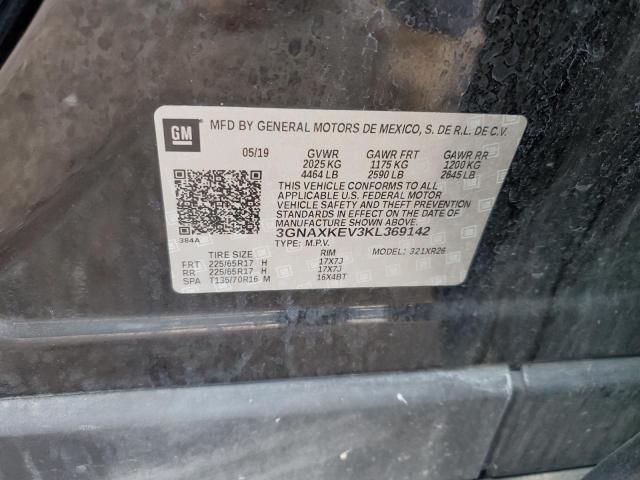 GM MFD BY GENERAL MOTORS DE MEXICO, S. DE R.L. DE C.V.
05/19 GVWR GAWR FRT GAWR RR
2025 KG 1175 KG 1200 KG
4464 LB 2590 LB 2645 LB
THIS VEHICLE CONFORMS TO ALL
APPLICABLE U.S. FEDERAL MOTOR
VEHICLE SAFETY AND THEFT PREVENTION
STANDARDS IN EFFECT ON THE DATE OF
MANUFACTURE SHOWN ABOVE.
384A 3GNAXKEV3KL369142
TYPE: M.P.V. MODEL: 321XR26
TIRE SIZE RIM
FRT 225/65R17 H 17X7J
RR 225/65R17 H 17X7J
SPA T135/70R16 M 16X4BT